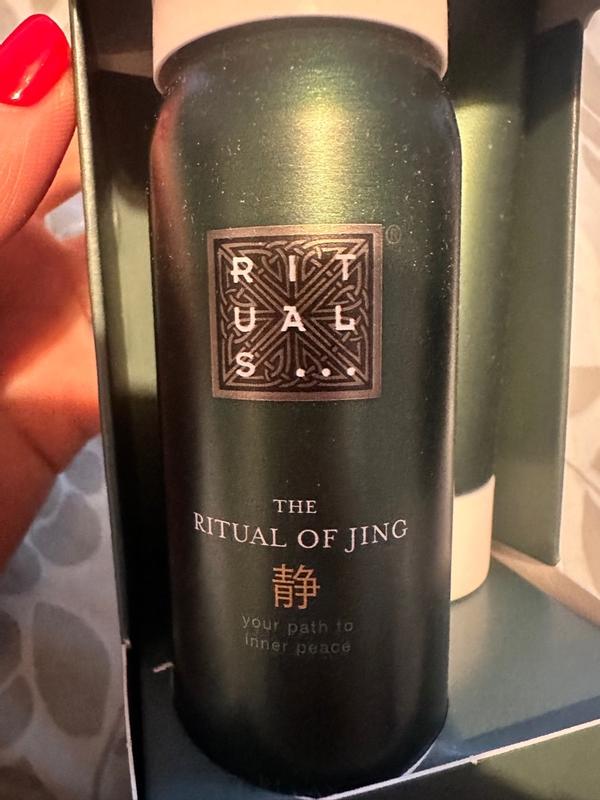 RIT
UAL
S...
®
THE
RITUAL OF JING
静
your path to
inner peace